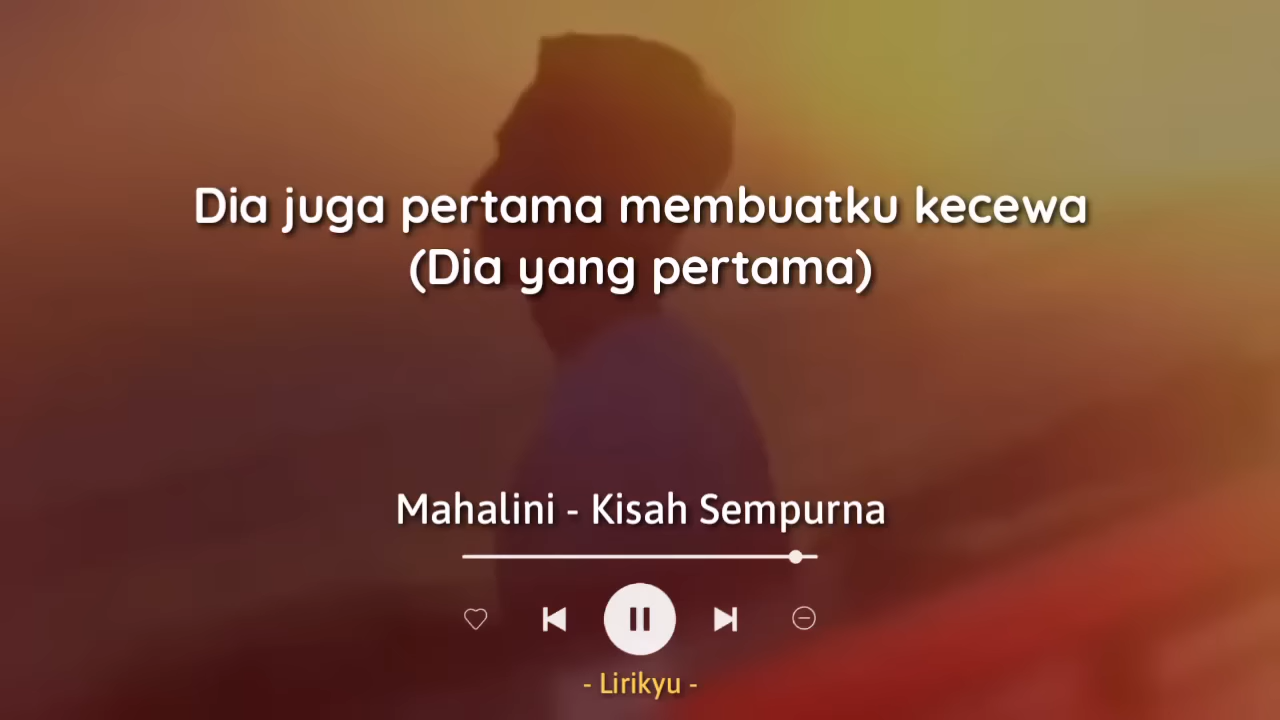 Dia juga pertama membuatku kecewa
(Dia yang pertama)
Mahalini - Kisah Sempurna
- Lirikyu -